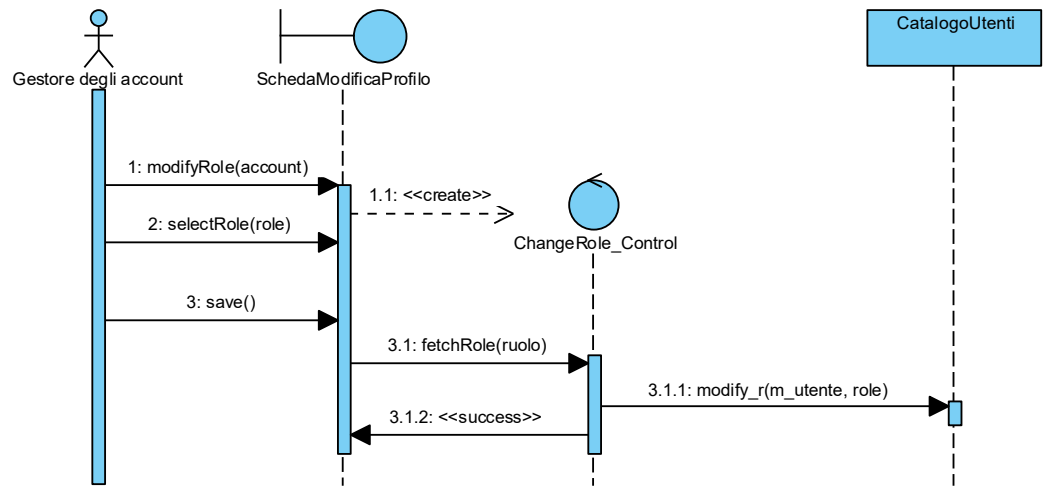 CatalogoUtenti
Gestore degli account
SchedaModificaProfilo
1: modifyRole(account)
1.1: <<create>>
2: selectRole(role)
ChangeRole_Control
3: save()
3.1: fetchRole(ruolo)
3.1.1: modify_r(m_utente, role)
3.1.2: <<success>>